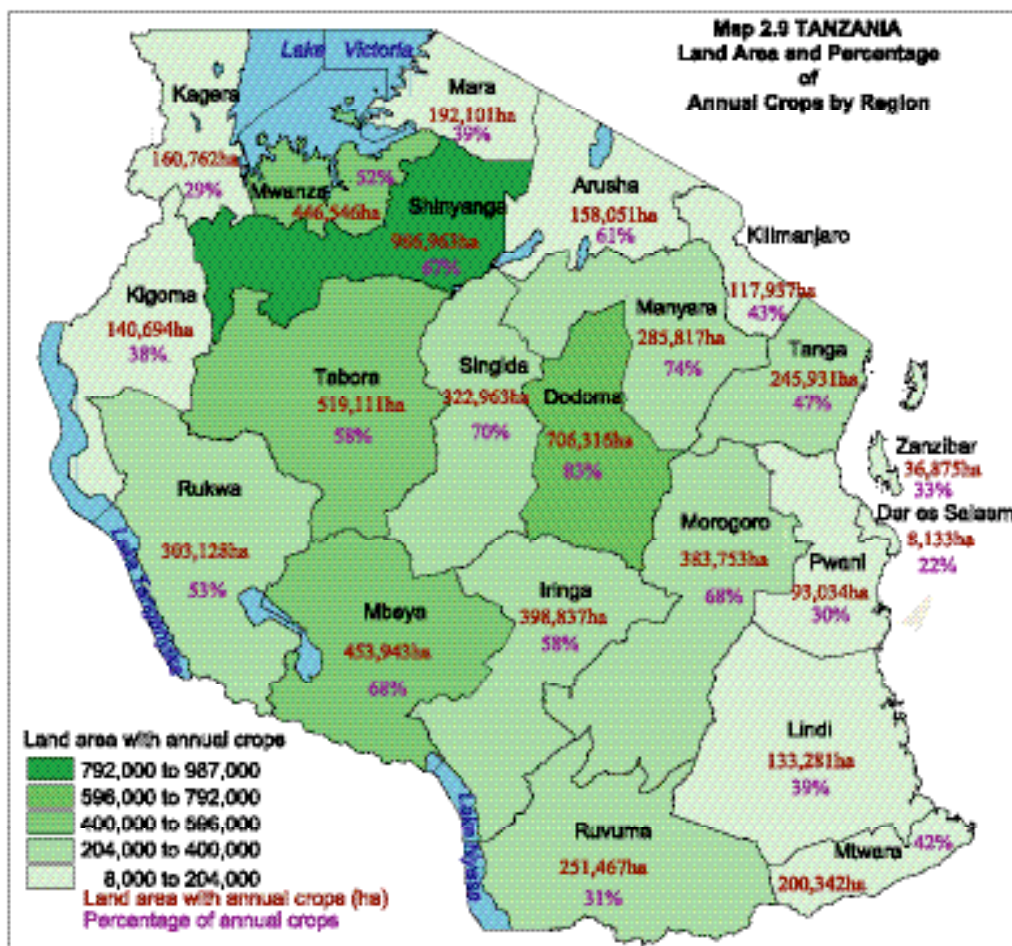 Map 2.9 TANZANIA
Land Area and Percentage
of
Annual Crops by Region
Lake Victoria
Kagera
160,762ha
29%
Mara
192,101ha
39%
Mwanza
52%
446,546ha
Shinyanga
986,963ha
67%
Arusha
158,051ha
61%
Kilimanjaro
117,937ha
43%
Kigoma
140,694ha
38%
Manyara
285,817ha
74%
Tanga
245,931ha
47%
Tabora
519,111ha
58%
Singida
322,963ha
70%
Dodoma
706,316ha
83%
Zanzibar
36,875ha
33%
Dar es Salaam
8,133ha
22%
Rukwa
303,128ha
53%
Lake Tanganyika
Morogoro
383,753ha
68%
Pwani
93,034ha
30%
Mbeya
453,943ha
68%
Iringa
398,837ha
58%
Lindi
133,281ha
39%
Lake Nyasa
Ruvuma
251,467ha
31%
Mtwara
42%
200,342ha
Land area with annual crops
792,000 to 987,000
596,000 to 792,000
400,000 to 596,000
204,000 to 400,000
8,000 to 204,000
Land area with annual crops (ha)
Percentage of annual crops